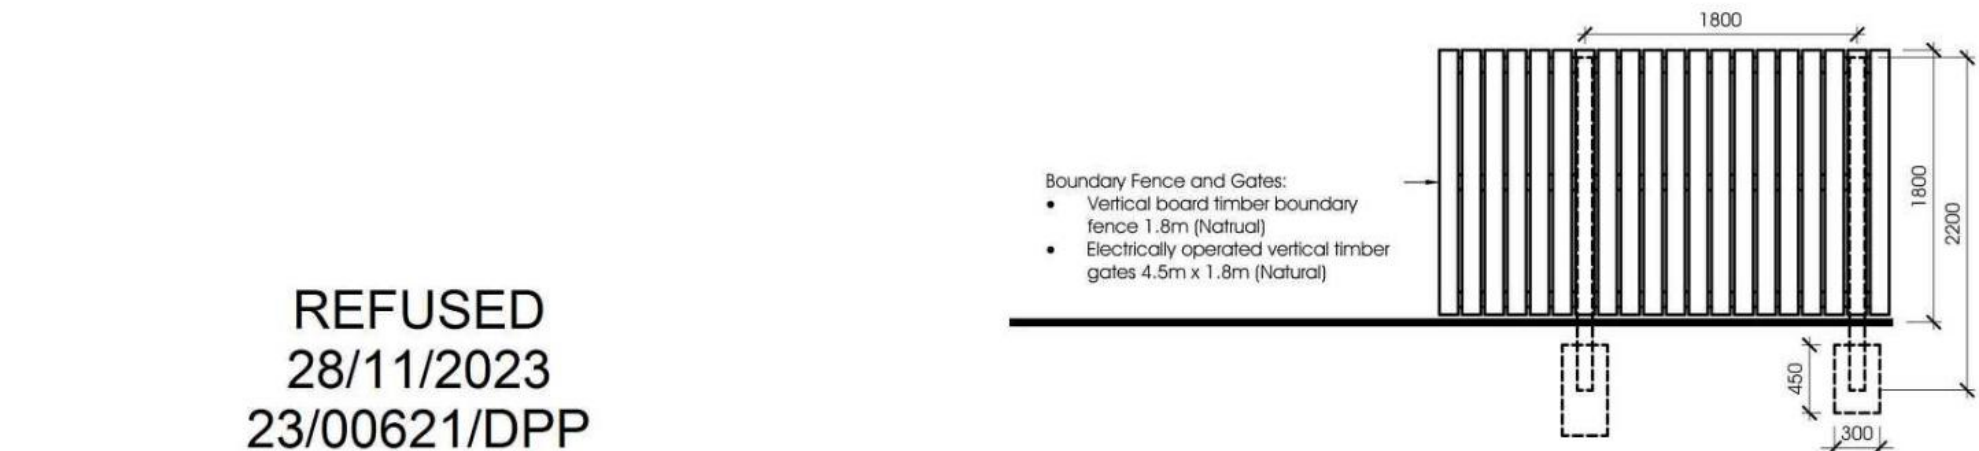 REFUSED
28/11/2023
23/00621/DPP
Boundary Fence and Gates:
• Vertical board timber boundary
fence 1.8m (Natrual)
• Electrically operated vertical timber
gates 4.5m x 1.8m (Natural)
1800
1800
2200
450
300